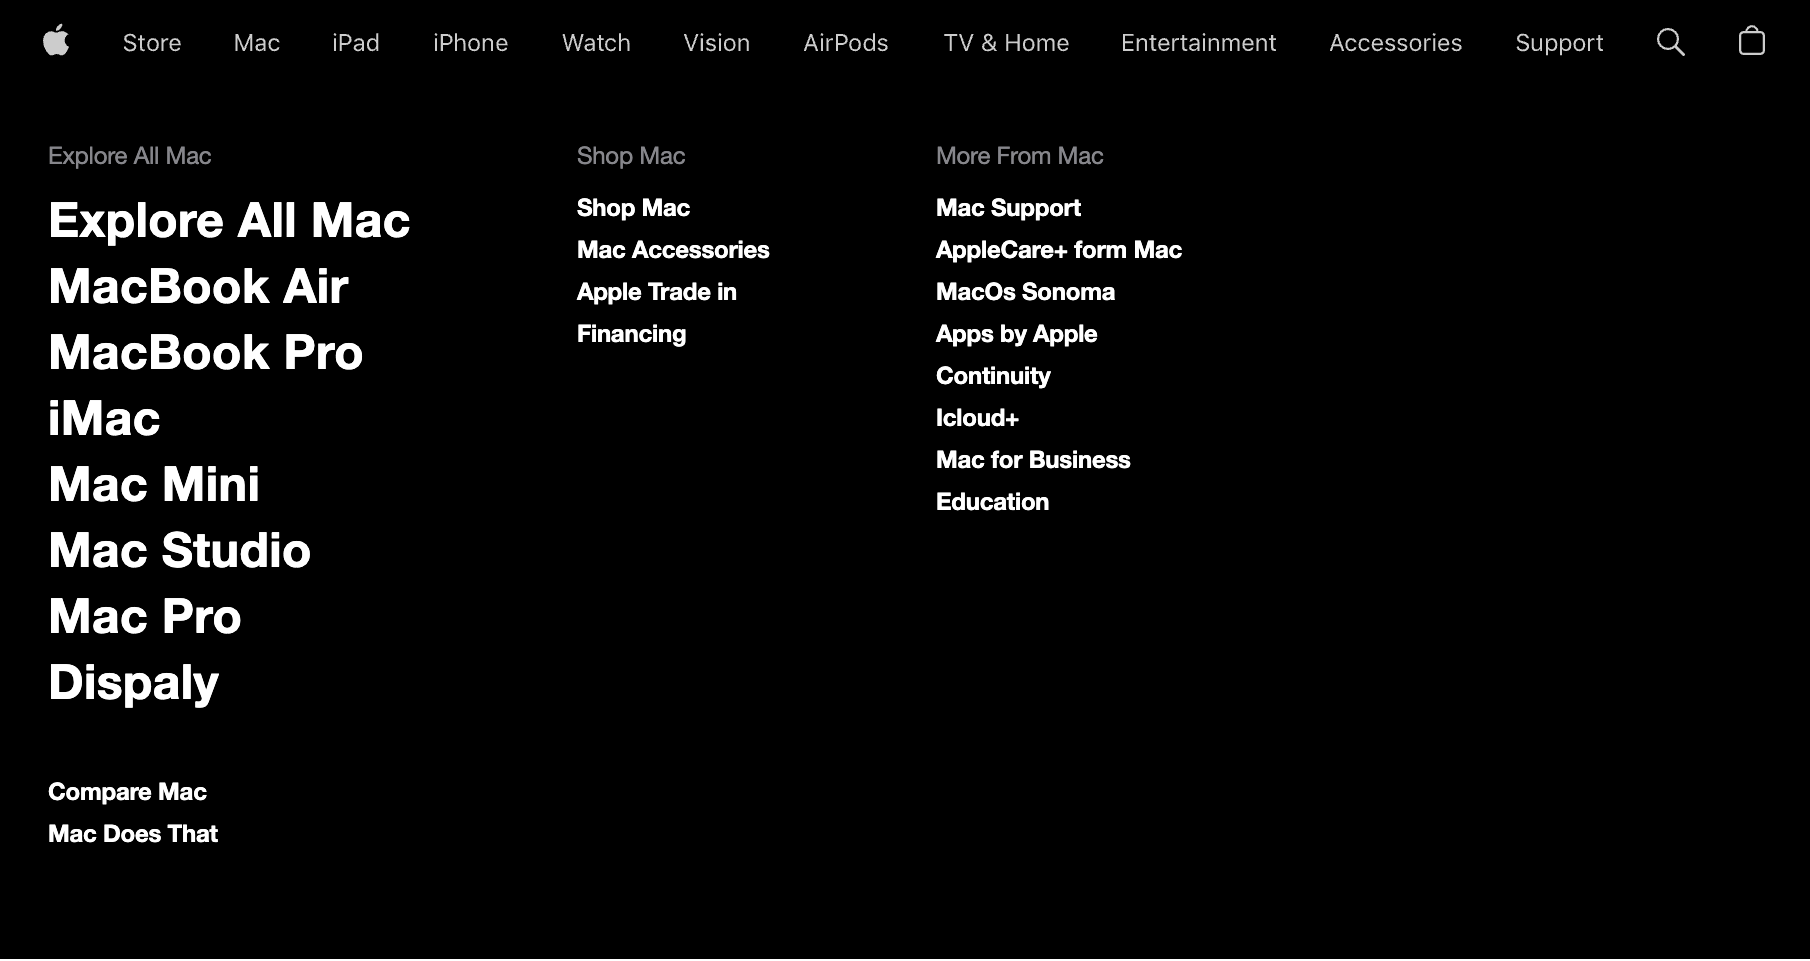 Store Mac iPad iPhone Watch Vision AirPods TV & Home Entertainment Accessories Support
Explore All Mac
Explore All Mac
MacBook Air
MacBook Pro
iMac
Mac Mini
Mac Studio
Mac Pro
Dispaly
Compare Mac
Mac Does That
Shop Mac
Shop Mac
Mac Accessories
Apple Trade in
Financing
More From Mac
Mac Support
AppleCare+ form Mac
MacOs Sonoma
Apps by Apple
Continuity
Icloud+
Mac for Business
Education